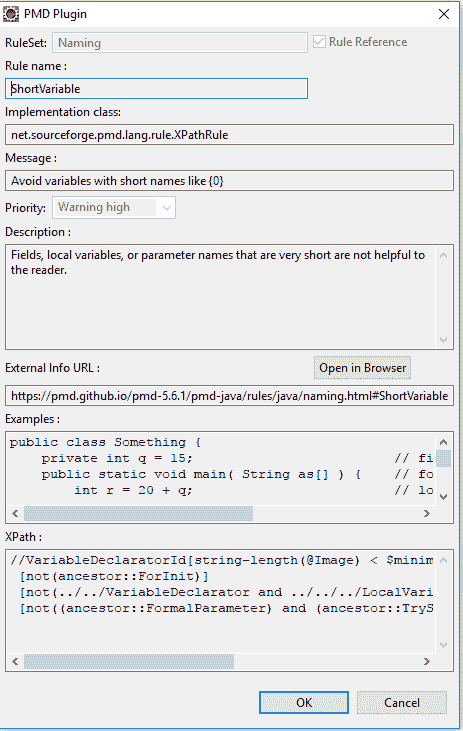 PMD Plugin
RuleSet: Naming Rule Reference
Rule name :
ShortVariable
Implementation class:
net.sourceforge.pmd.lang.rule.XPathRule
Message :
Avoid variables with short names like {0}
Priority: Warning high
Description :
Fields, local variables, or parameter names that are very short are not helpful to
the reader.
External Info URL : Open in Browser
https://pmd.github.io/pmd-5.6.1/pmd-java/rules/java/naming.html#ShortVariable
Examples :
public class Something {
private int q = 15; // fi
public static void main( String as[] ) { // fo
int r = 20 + q; // lo
XPath :
//VariableDeclaratorId[string-length(@Image) < $minim
[not(ancestor::ForInit)]
[not(../../VariableDeclarator and ../../../LocalVari
[not((ancestor::FormalParameter) and (ancestor::TryS
OK Cancel